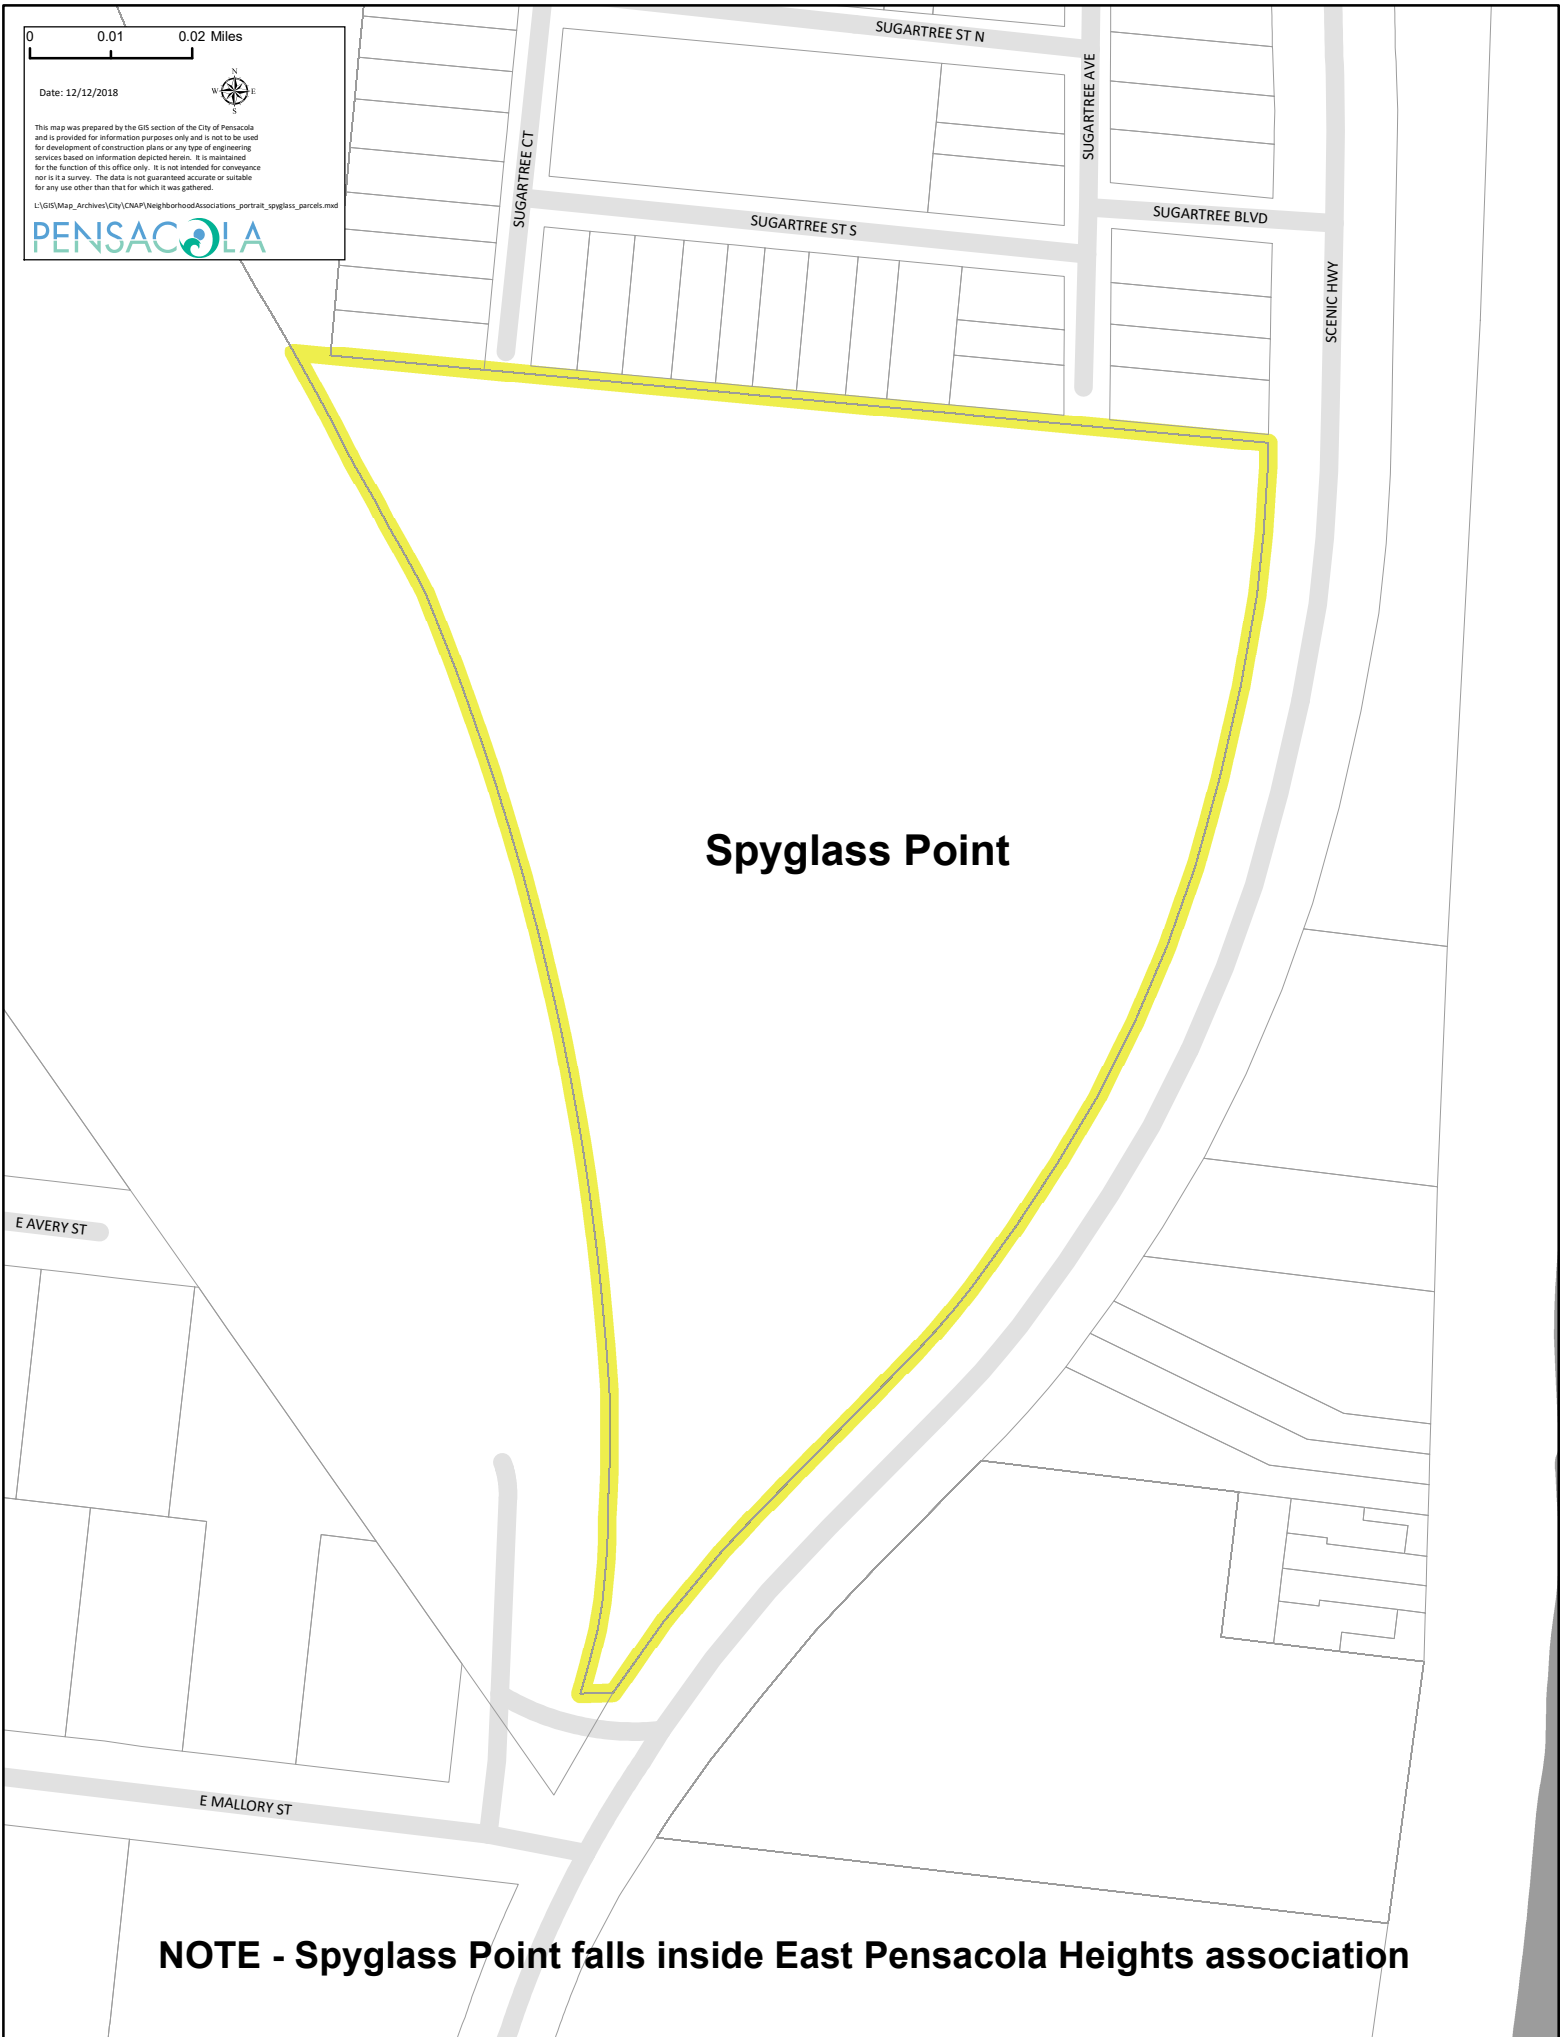 0 0.01 0.02 Miles
Date: 12/12/2018
N
W E
S
This map was prepared by the GIS section of the City of Pensacola
and is provided for information purposes only and is not to be used
for development of construction plans or any type of engineering
services based on information depicted herein. It is maintained
for the function of this office only. It is not intended for conveyance
nor is it a survey. The data is not guaranteed accurate or suitable
for any use other than that for which it was gathered.
L:\GIS\Map_Archives\City\CNAP\NeighborhoodAssociations_portrait_spyglass_parcels.mxd
PENSACOLA
SUGARTREE ST N
SUGARTREE AVE
SUGARTREE CT
SUGARTREE BLVD
SUGARTREE ST S
SCENIC HWY
Spyglass Point
E AVERY ST
E MALLORY ST
NOTE - Spyglass Point falls inside East Pensacola Heights association